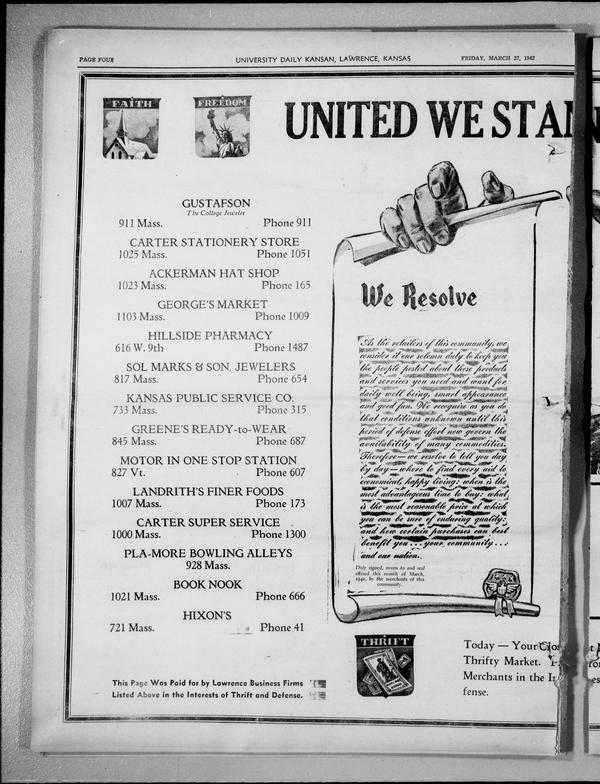 PAGE FOUR
UNIVERSITY DAILY KANSAN, LAWRENCE, KANSAS
FRIDAY, MARCH 27, 1942
FAITH
FREEDOM
UNITED WE STAN
GUSTAFSON
The College Jeweler
911 Mass. Phone 911
CARTER STATIONERY STORE
1025 Mass. Phone 1051
ACKERMAN HAT SHOP
1023 Mass. Phone 165
GEORGE'S MARKET
1103 Mass. Phone 1009
HILLSIDE PHARMACY
616 W. 9th Phone 1487
SOL MARKS & SON, JEWELERS
817 Mass. Phone 654
KANSAS PUBLIC SERVICE CO.
733 Mass. Phone 315
GREENE'S READY-to-WEAR
845 Mass. Phone 687
MOTOR IN ONE STOP STATION
827 Vt. Phone 607
LANDRITH'S FINER FOODS
1007 Mass. Phone 173
CARTER SUPER SERVICE
1000 Mass. Phone 1300
PLA-MORE BOWLING ALLEYS
928 Mass.
BOOK NOOK
1021 Mass. Phone 666
HIXON'S
721 Mass. Phone 41
This Page Was Paid for by Lawrence Business Firms
Listed Above in the Interests of Thrift and Defense.
We Resolve
As the retailers of this community, we
consider it our solemn duty to keep you
the people posted about those products
and services you need and want for
daily well being, smart appearance
and good fun. We recognize as you do
that conditions unknown until this
period of defense effort now govern the
availability of many commodities.
Therefore — we resolve to tell you day
by day — where to find every aid to
economical, happy living: when is the
most advantageous time to buy: what
is the most reasonable price at which
you can be sure of enduring quality:
and how certain purchases can best
benefit you . . . your community . . .
and our nation.
Duly signed, sworn to and and
affixed this month of March,
1942, by the merchants of this
community.
THRIFT
Today — Your Clos
Thrifty Market.
Merchants in the
fense.